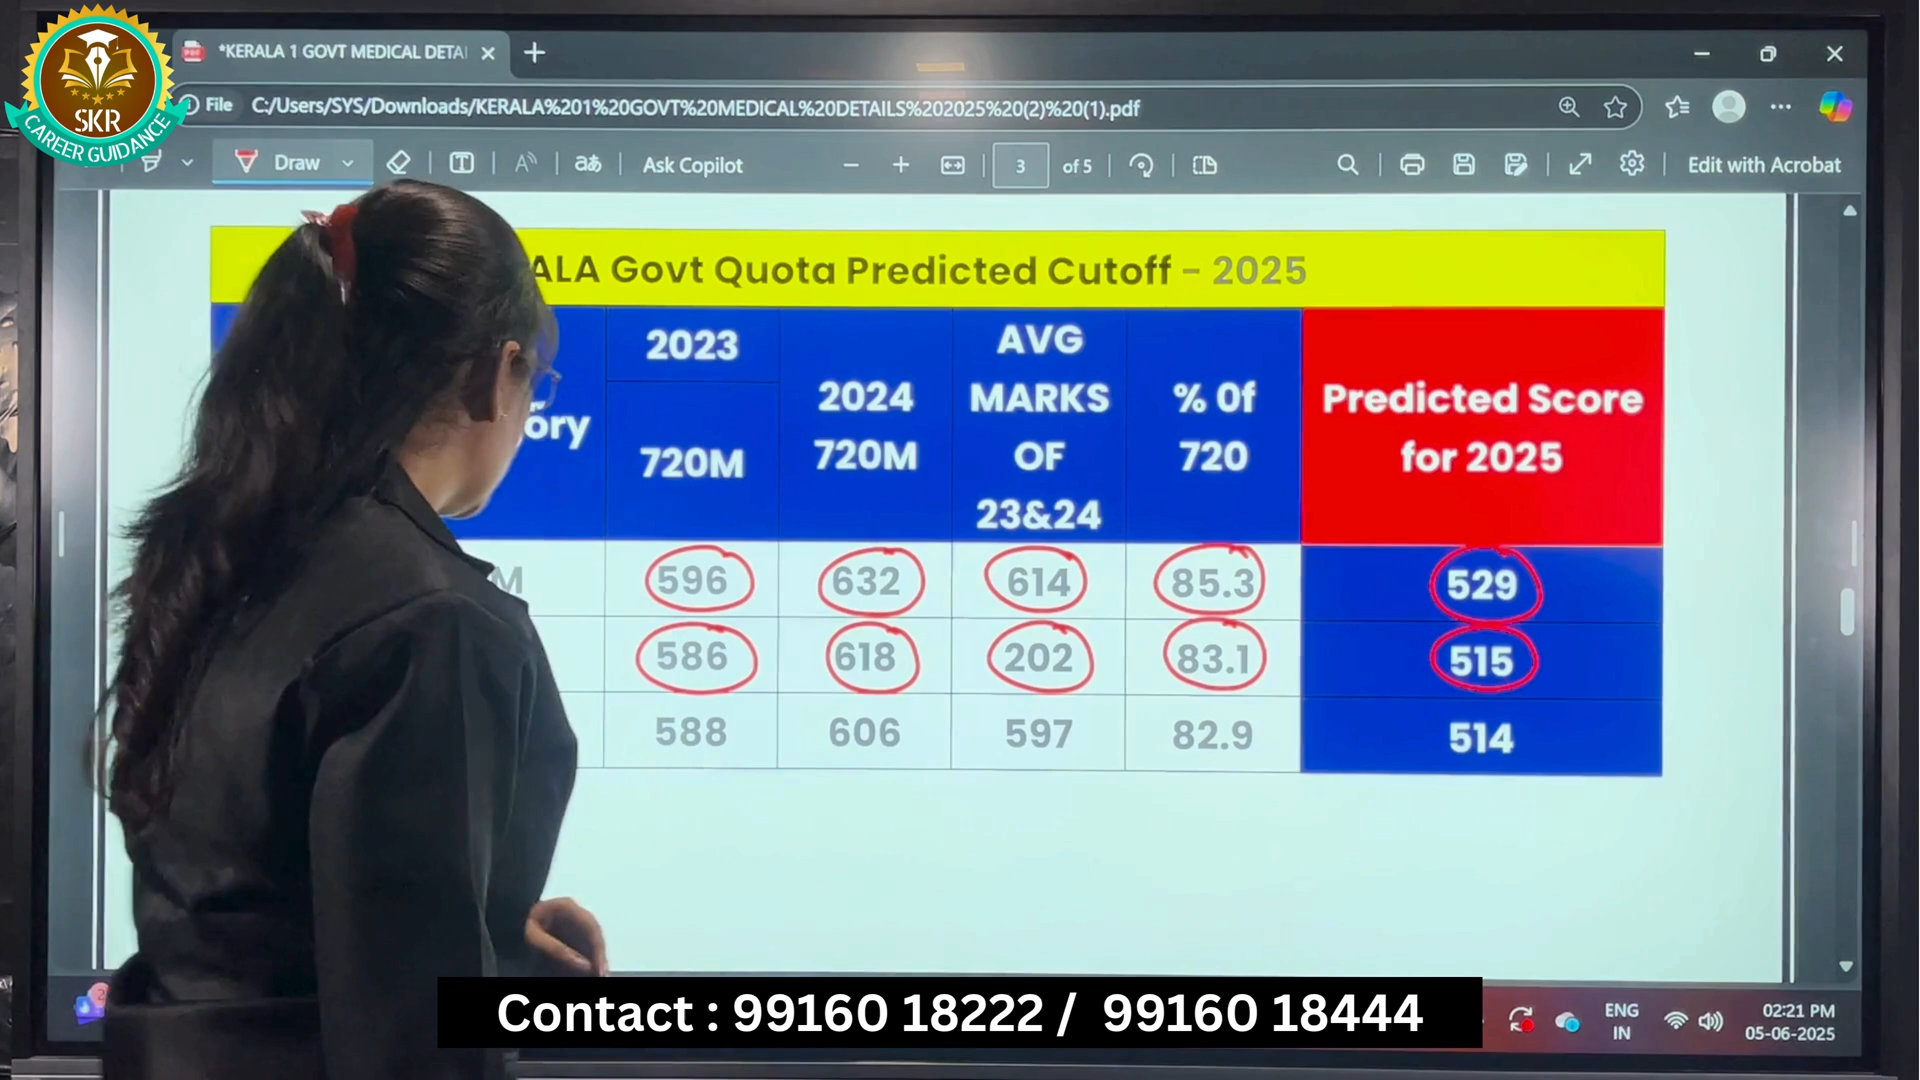 *KERALA 1 GOVT MEDICAL DETAI
File
C:/Users/SYS/Downloads/KERALA%201%20GOVT%20MEDICAL%20DETAILS%202025%20(2)%20(1).pdf
SKR
CAREER GUIDANCE
Draw
Ask Copilot
3 of 5
Edit with Acrobat
ALA Govt Quota Predicted Cutoff - 2025
ory
2023
720M
2024
720M
AVG
MARKS
OF
23&24
% Of
720
Predicted Score
for 2025
M 596 632 614 85.3 529
586 618 202 83.1 515
588 606 597 82.9 514
Contact : 99160 18222 / 99160 18444
ENG
IN
02:21 PM
05-06-2025